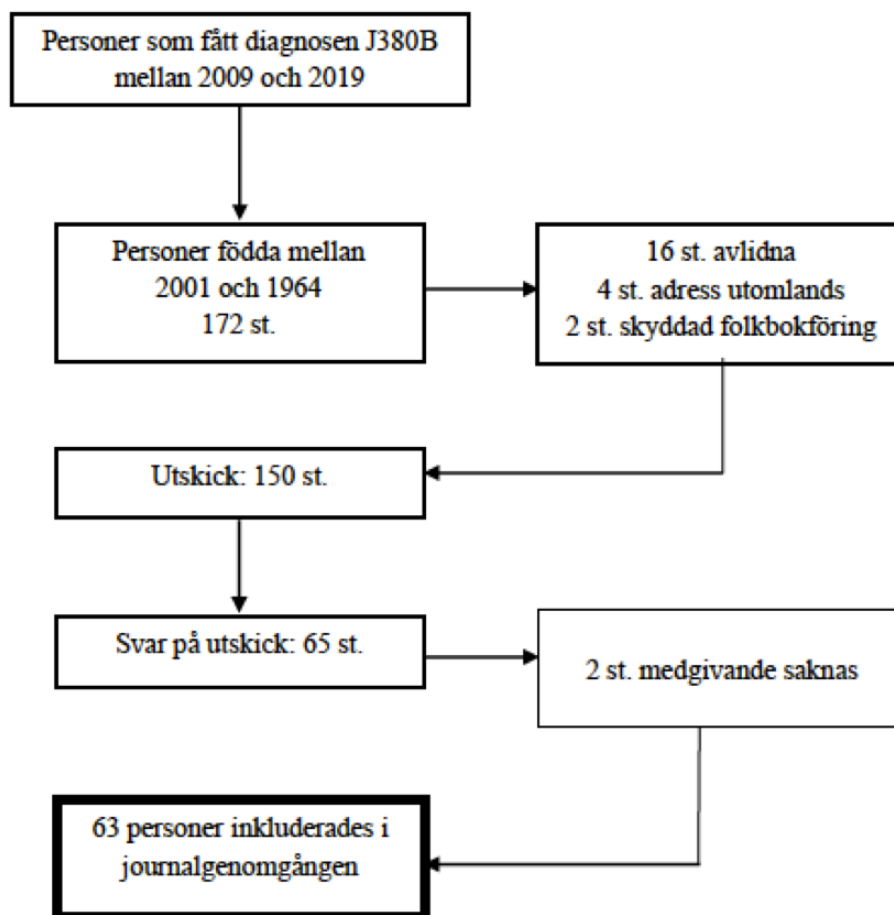 Personer som fått diagnosen J380B
mellan 2009 och 2019
Personer födda mellan
2001 och 1964
172 st.
16 st. avlidna
4 st. adress utomlands
2 st. skyddad folkbokföring
Utskick: 150 st.
Svar på utskick: 65 st.
2 st. medgivande saknas
63 personer inkluderades i
journalgenomgången